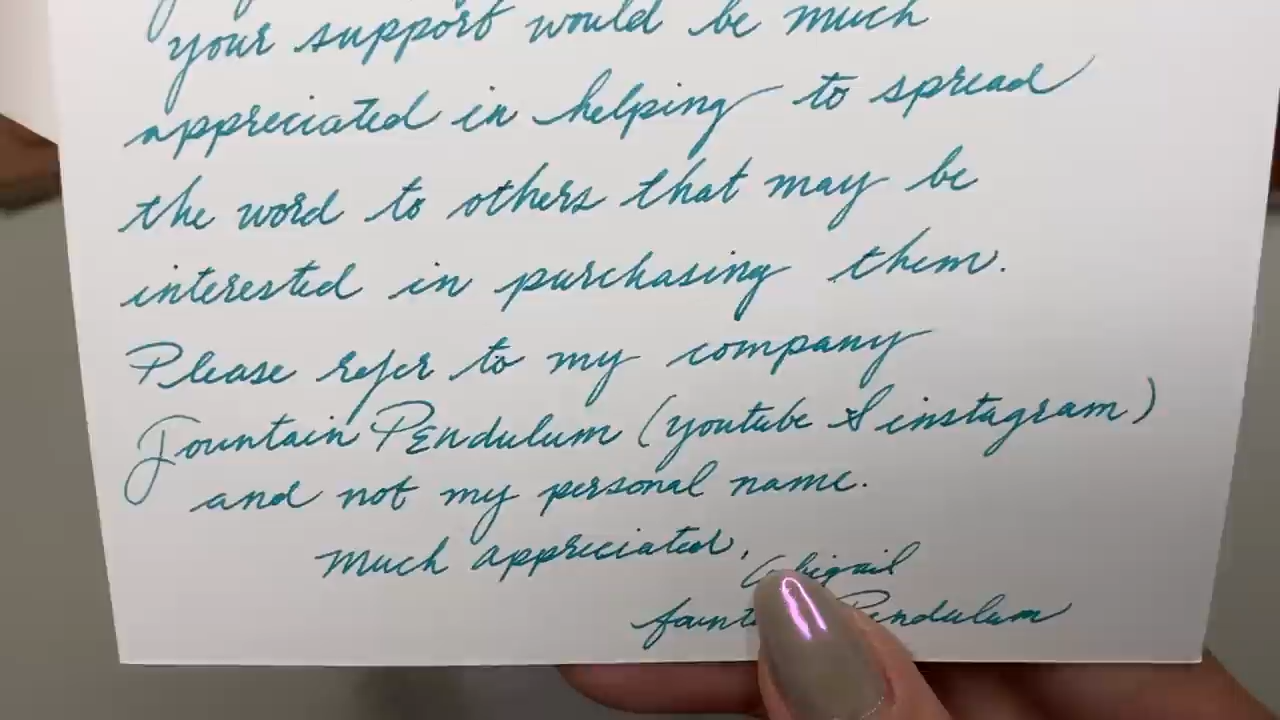 your support would be much
appreciated in helping to spread
the word to others that may be
interested in purchasing them.
Please refer to my company
Fountain Pendulum (youtube & instagram)
and not my personal name.
Much appreciated,
Abigail
Pendulum